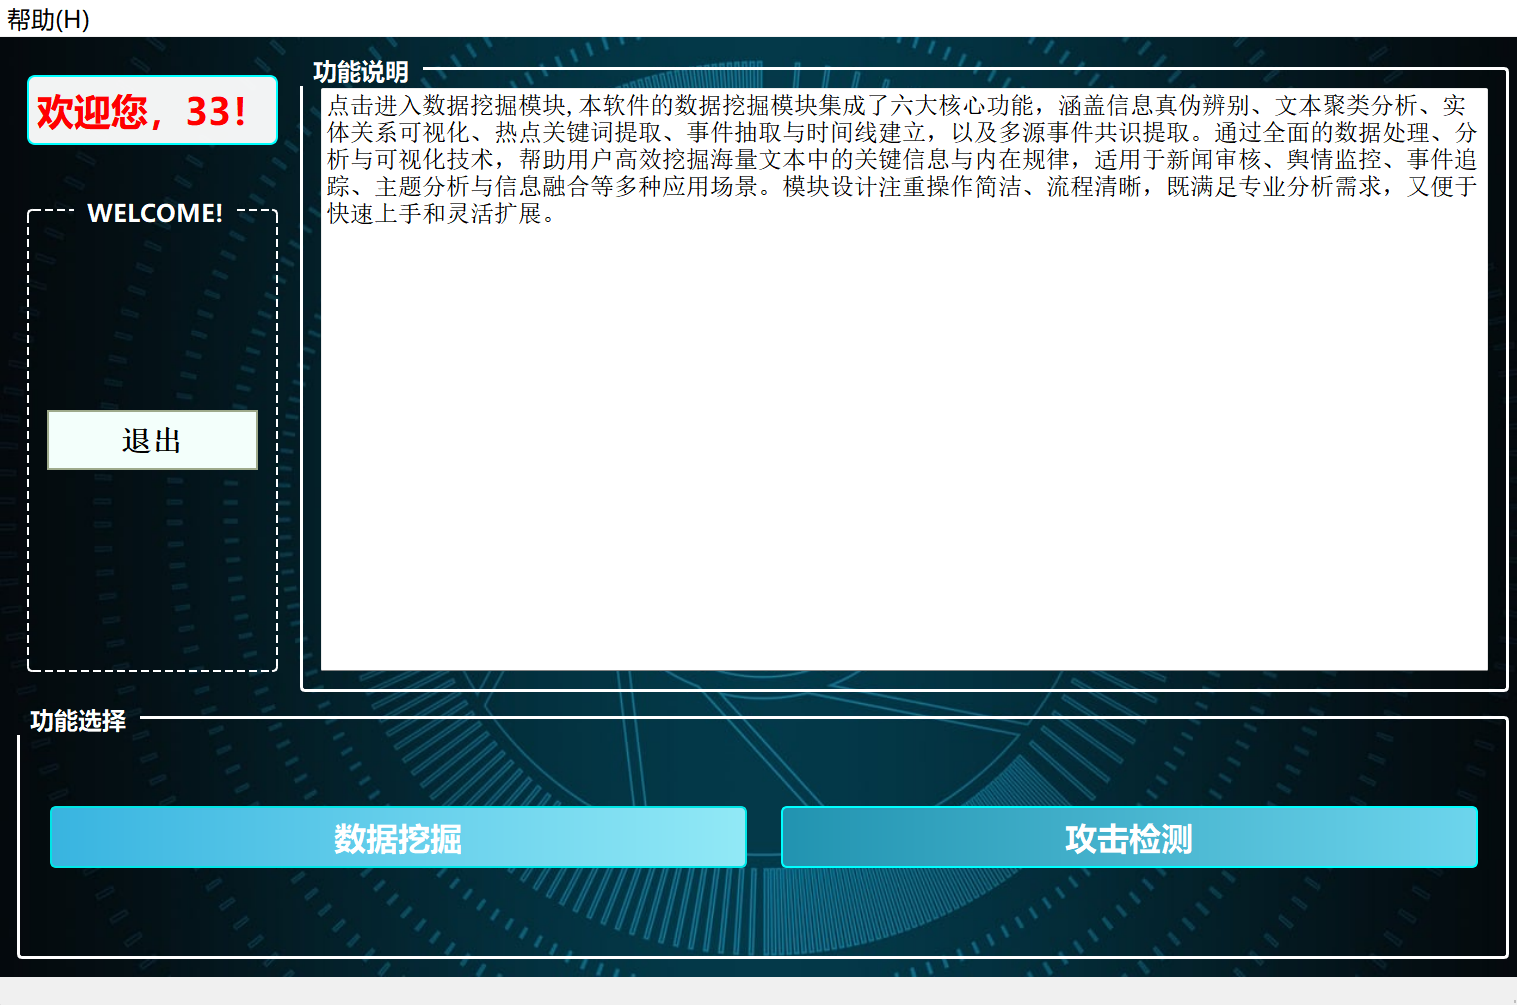 帮助(H)
欢迎您，33！
WELCOME!
退出
功能说明
点击进入数据挖掘模块,本软件的数据挖掘模块集成了六大核心功能，涵盖信息真伪辨别、文本聚类分析、实
体关系可视化、热点关键词提取、事件抽取与时间线建立，以及多源事件共识提取。通过全面的数据处理、分
析与可视化技术，帮助用户高效挖掘海量文本中的关键信息与内在规律，适用于新闻审核、舆情监控、事件追
踪、主题分析与信息融合等多种应用场景。模块设计注重操作简洁、流程清晰，既满足专业分析需求，又便于
快速上手和灵活扩展。
功能选择
数据挖掘
攻击检测